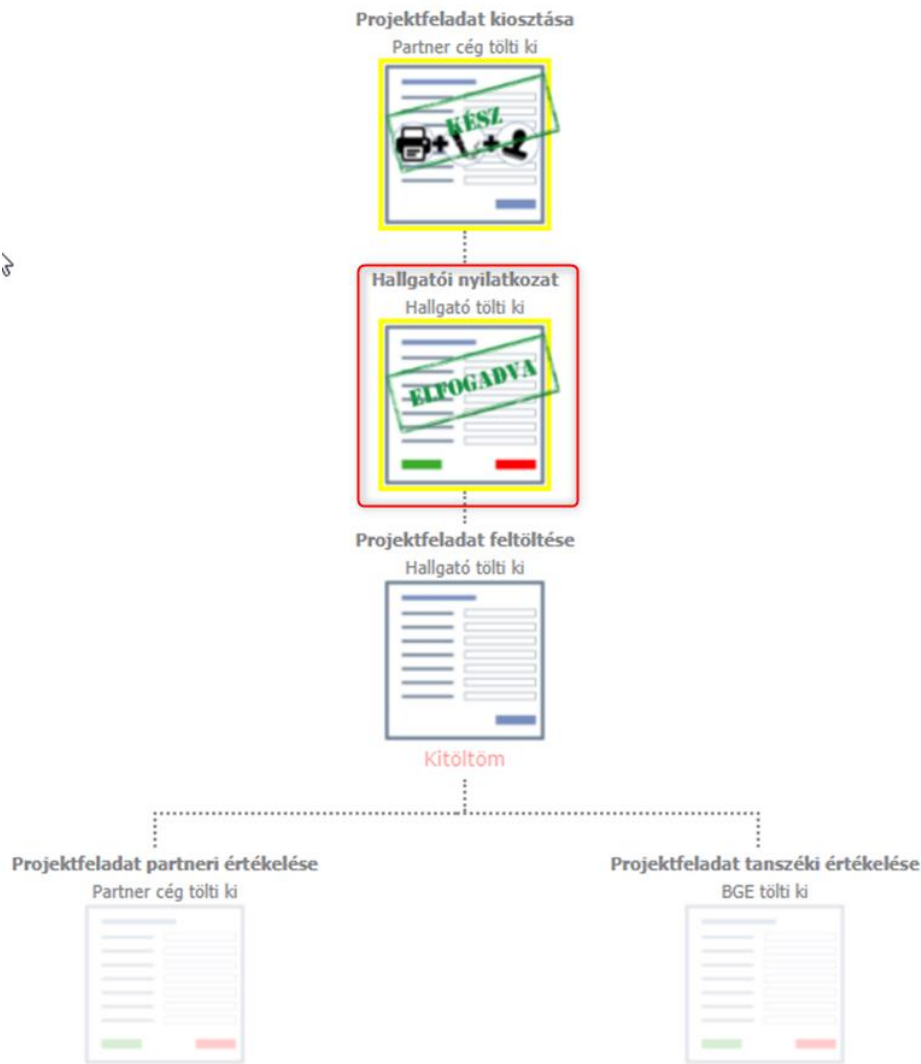 Projektfeladat kiosztása
Partner cég tölti ki
KÉSZ
Hallgatói nyilatkozat
Hallgató tölti ki
ELFOGADVA
Projektfeladat feltöltése
Hallgató tölti ki
Kitöltöm
Projektfeladat partneri értékelése
Partner cég tölti ki
Projektfeladat tanszéki értékelése
BGE tölti ki